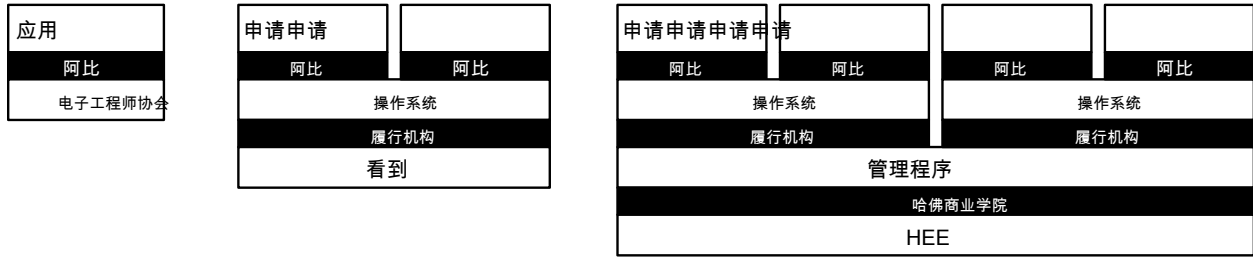 应用
阿比
电子工程师协会
申请申请
阿比 阿比
操作系统
履行机构
看到
申请申请申请申请
阿比 阿比 阿比 阿比
操作系统 操作系统
履行机构 履行机构
管理程序
哈佛商业学院
HEE